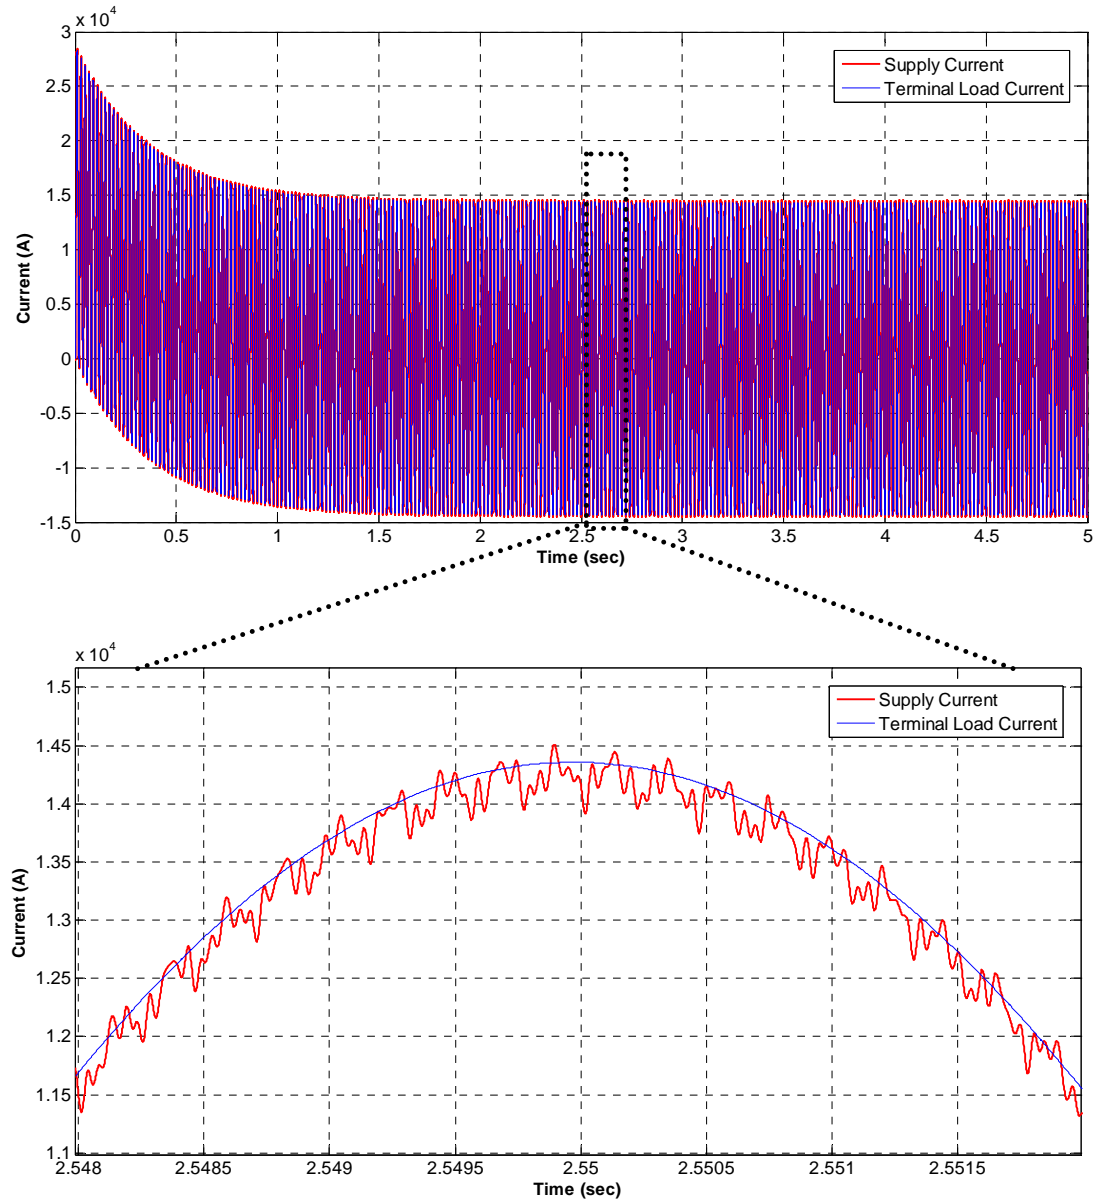 x 10^4
3
2.5
2
1.5
1
0.5
0
-0.5
-1
-1.5
Current (A)
Supply Current
Terminal Load Current
0 0.5 1 1.5 2 2.5 3 3.5 4 4.5 5
Time (sec)
x 10^4
1.5
1.45
1.4
1.35
1.3
1.25
1.2
1.15
1.1
Current (A)
Supply Current
Terminal Load Current
2.548 2.5485 2.549 2.5495 2.55 2.5505 2.551 2.5515
Time (sec)